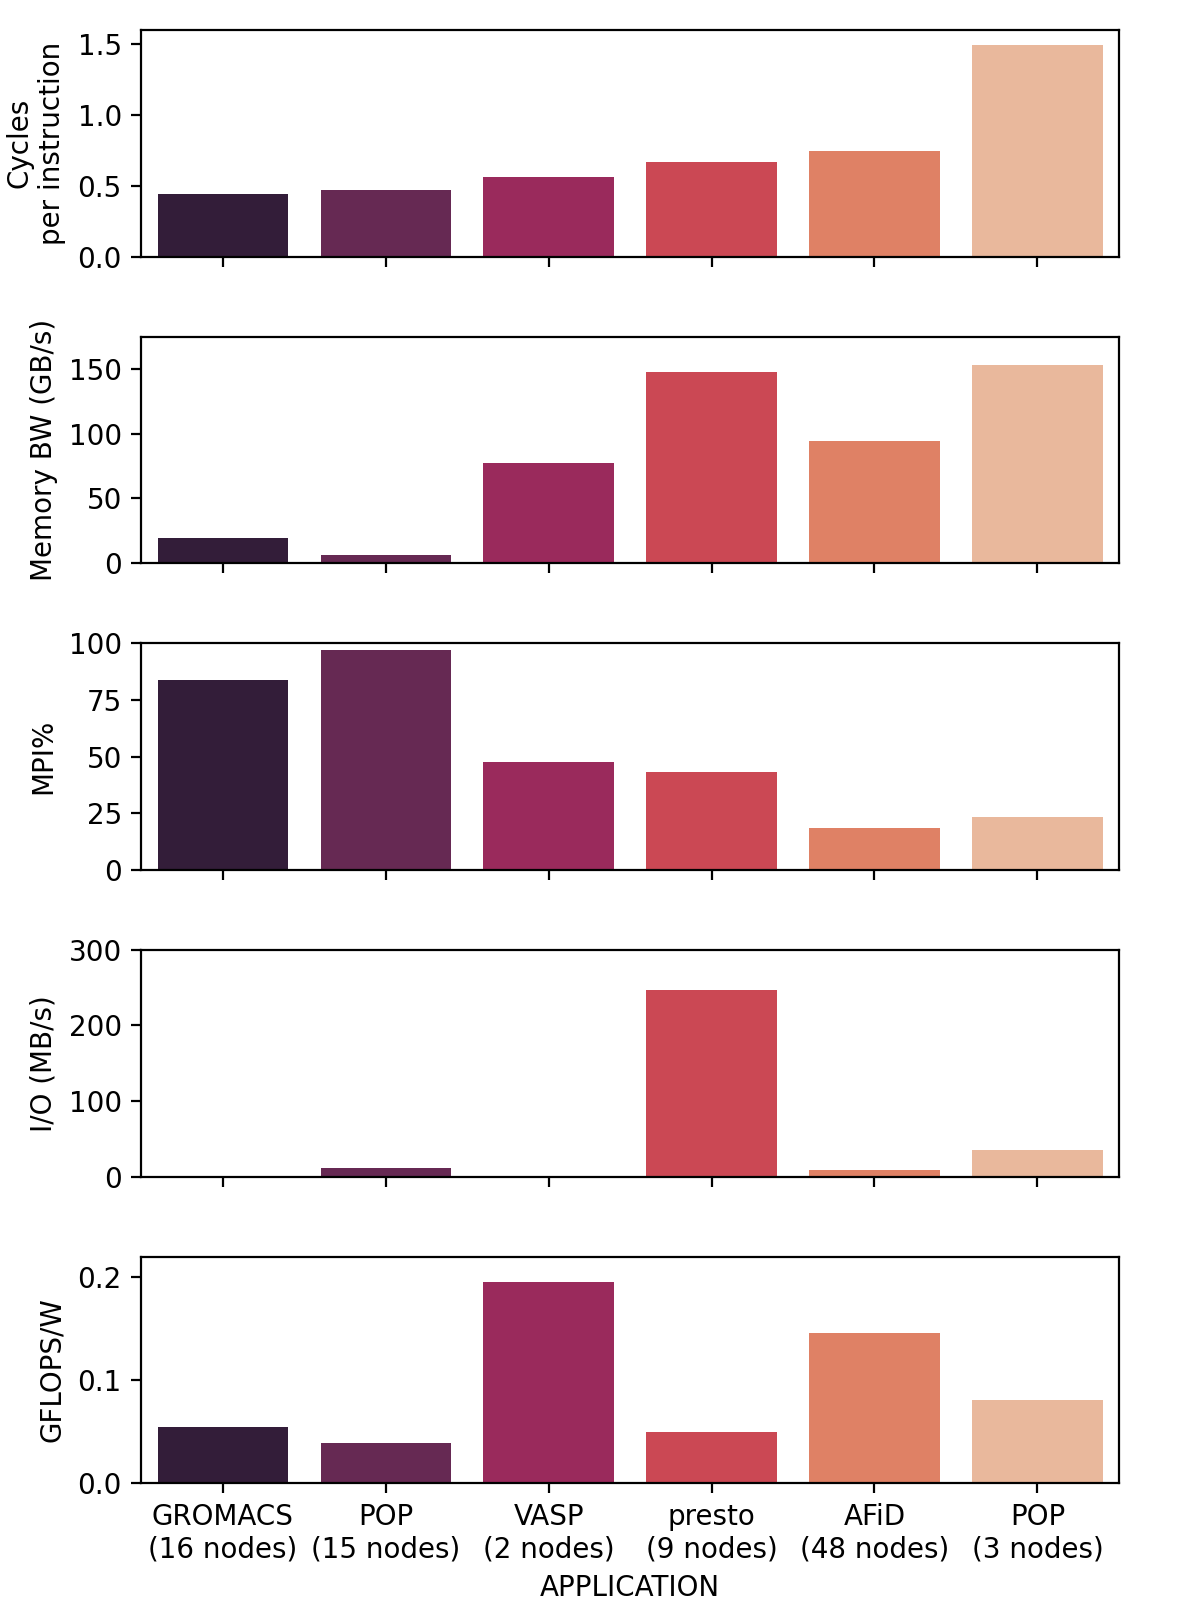 Cycles
per instruction
1.5
1.0
0.5
0.0
Memory BW (GB/s)
150
100
50
0
MPI%
100
75
50
25
0
I/O (MB/s)
300
200
100
0
GFLOPS/W
0.2
0.1
0.0
GROMACS POP VASP presto AFiD POP
(16 nodes) (15 nodes) (2 nodes) (9 nodes) (48 nodes) (3 nodes)
APPLICATION